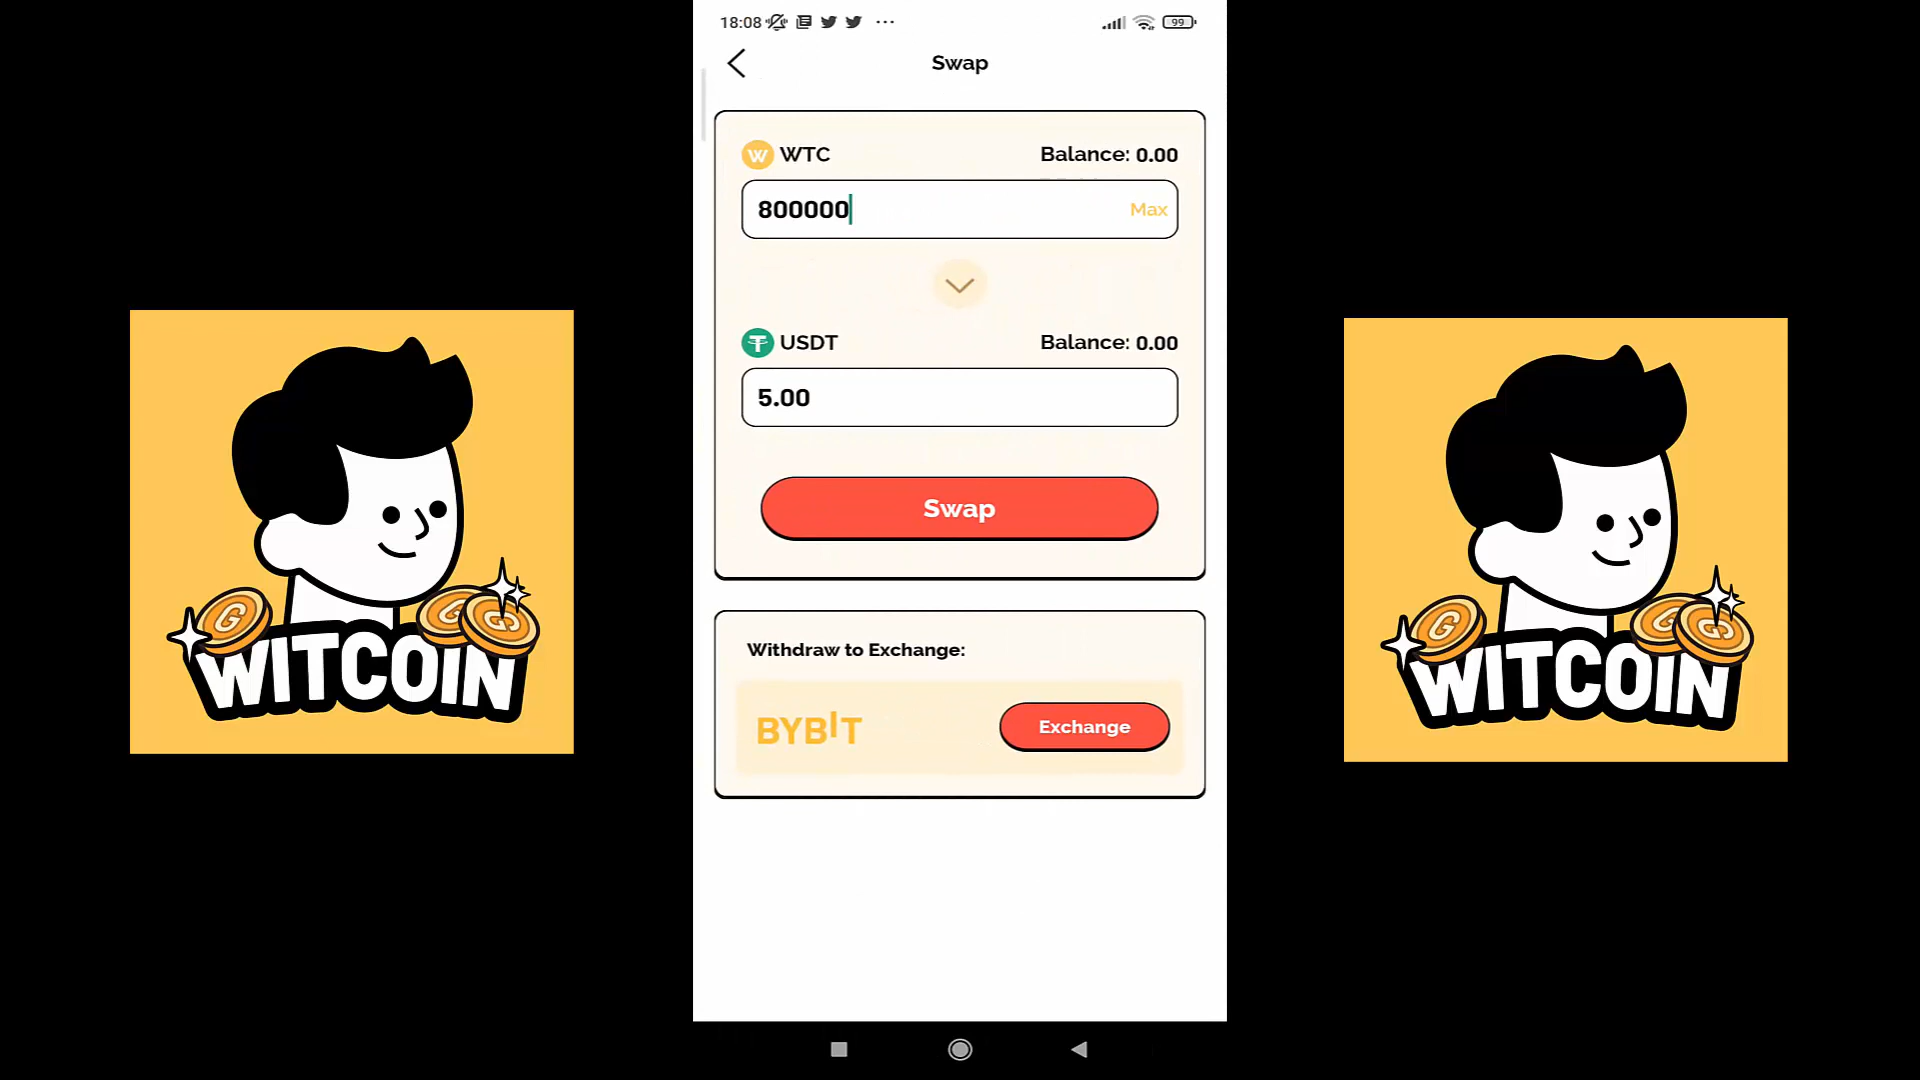 18:08
99
Swap
WTC
Balance: 0.00
800000
Max
USDT
Balance: 0.00
5.00
Swap
Withdraw to Exchange:
BYBIT
Exchange
WITCOIN
WITCOIN